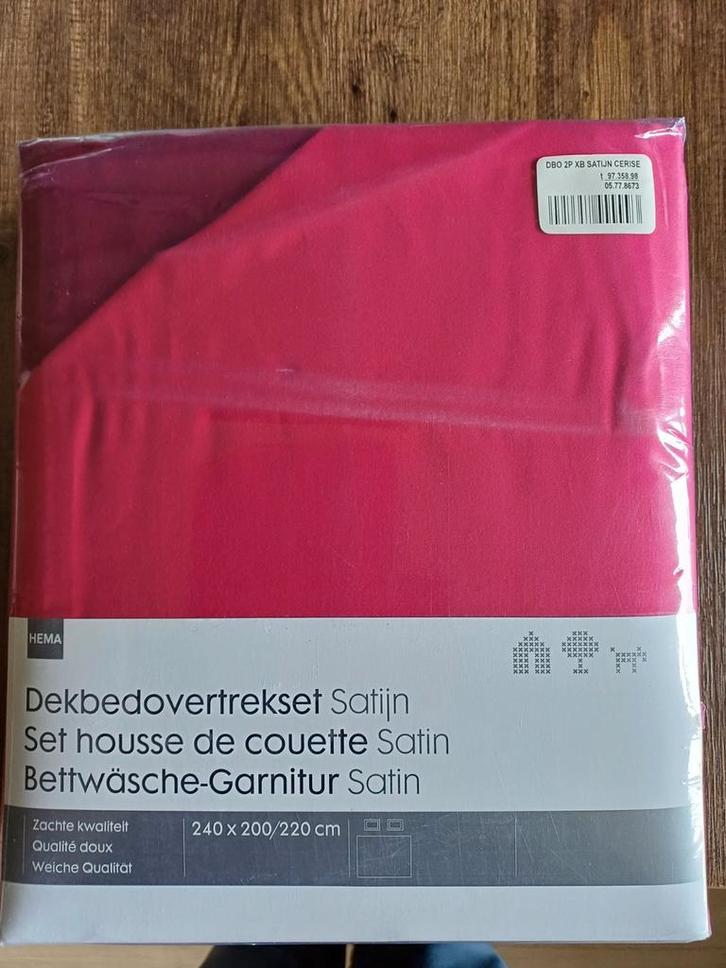 DBO 2P XB SATIJN CERISE
t .97.358.98
05.77.8673
HEMA
Dekbedovertrekset Satijn
Set housse de couette Satin
Bettwäsche-Garnitur Satin
Zachte kwaliteit
Qualité doux
Weiche Qualität
240 x 200/220 cm